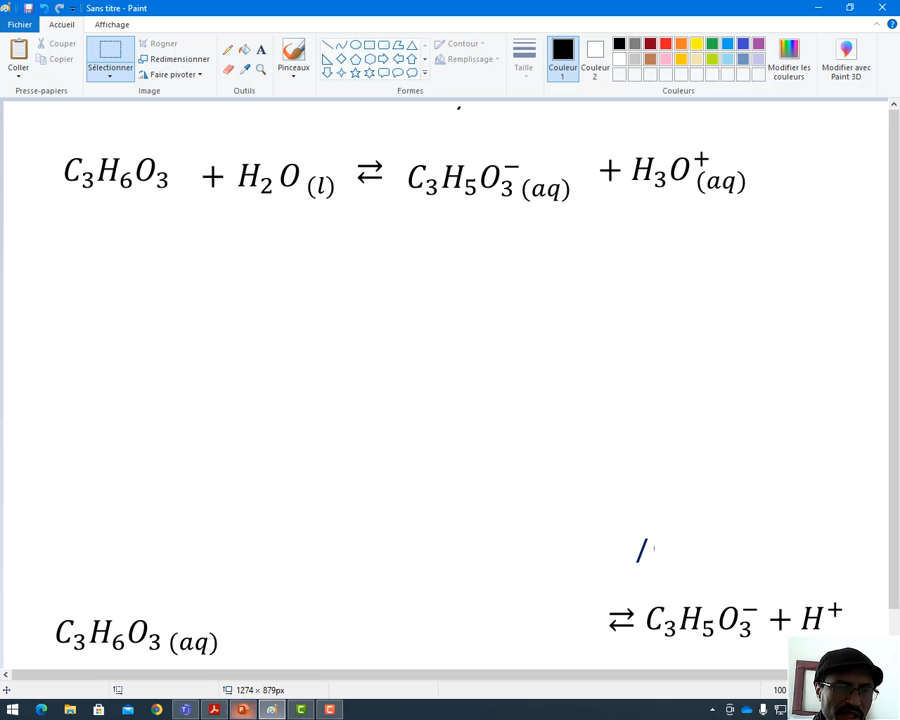 Sans titre - Paint
Fichier Accueil Affichage
Coller Couper Copier Sélectionner Rogner Redimensionner Faire pivoter Pinceaux Contour Remplissage Taille Couleur 1 Couleur 2 Modifier les couleurs Modifier avec Paint 3D
Presse-papiers Image Outils Formes Couleurs
C₃H₆O₃ + H₂O (l) ⇄ C₃H₅O₃⁻ (aq) + H₃O⁺ (aq)
/
⇄ C₃H₅O₃⁻ + H⁺
C₃H₆O₃ (aq)
1274 × 879px 100